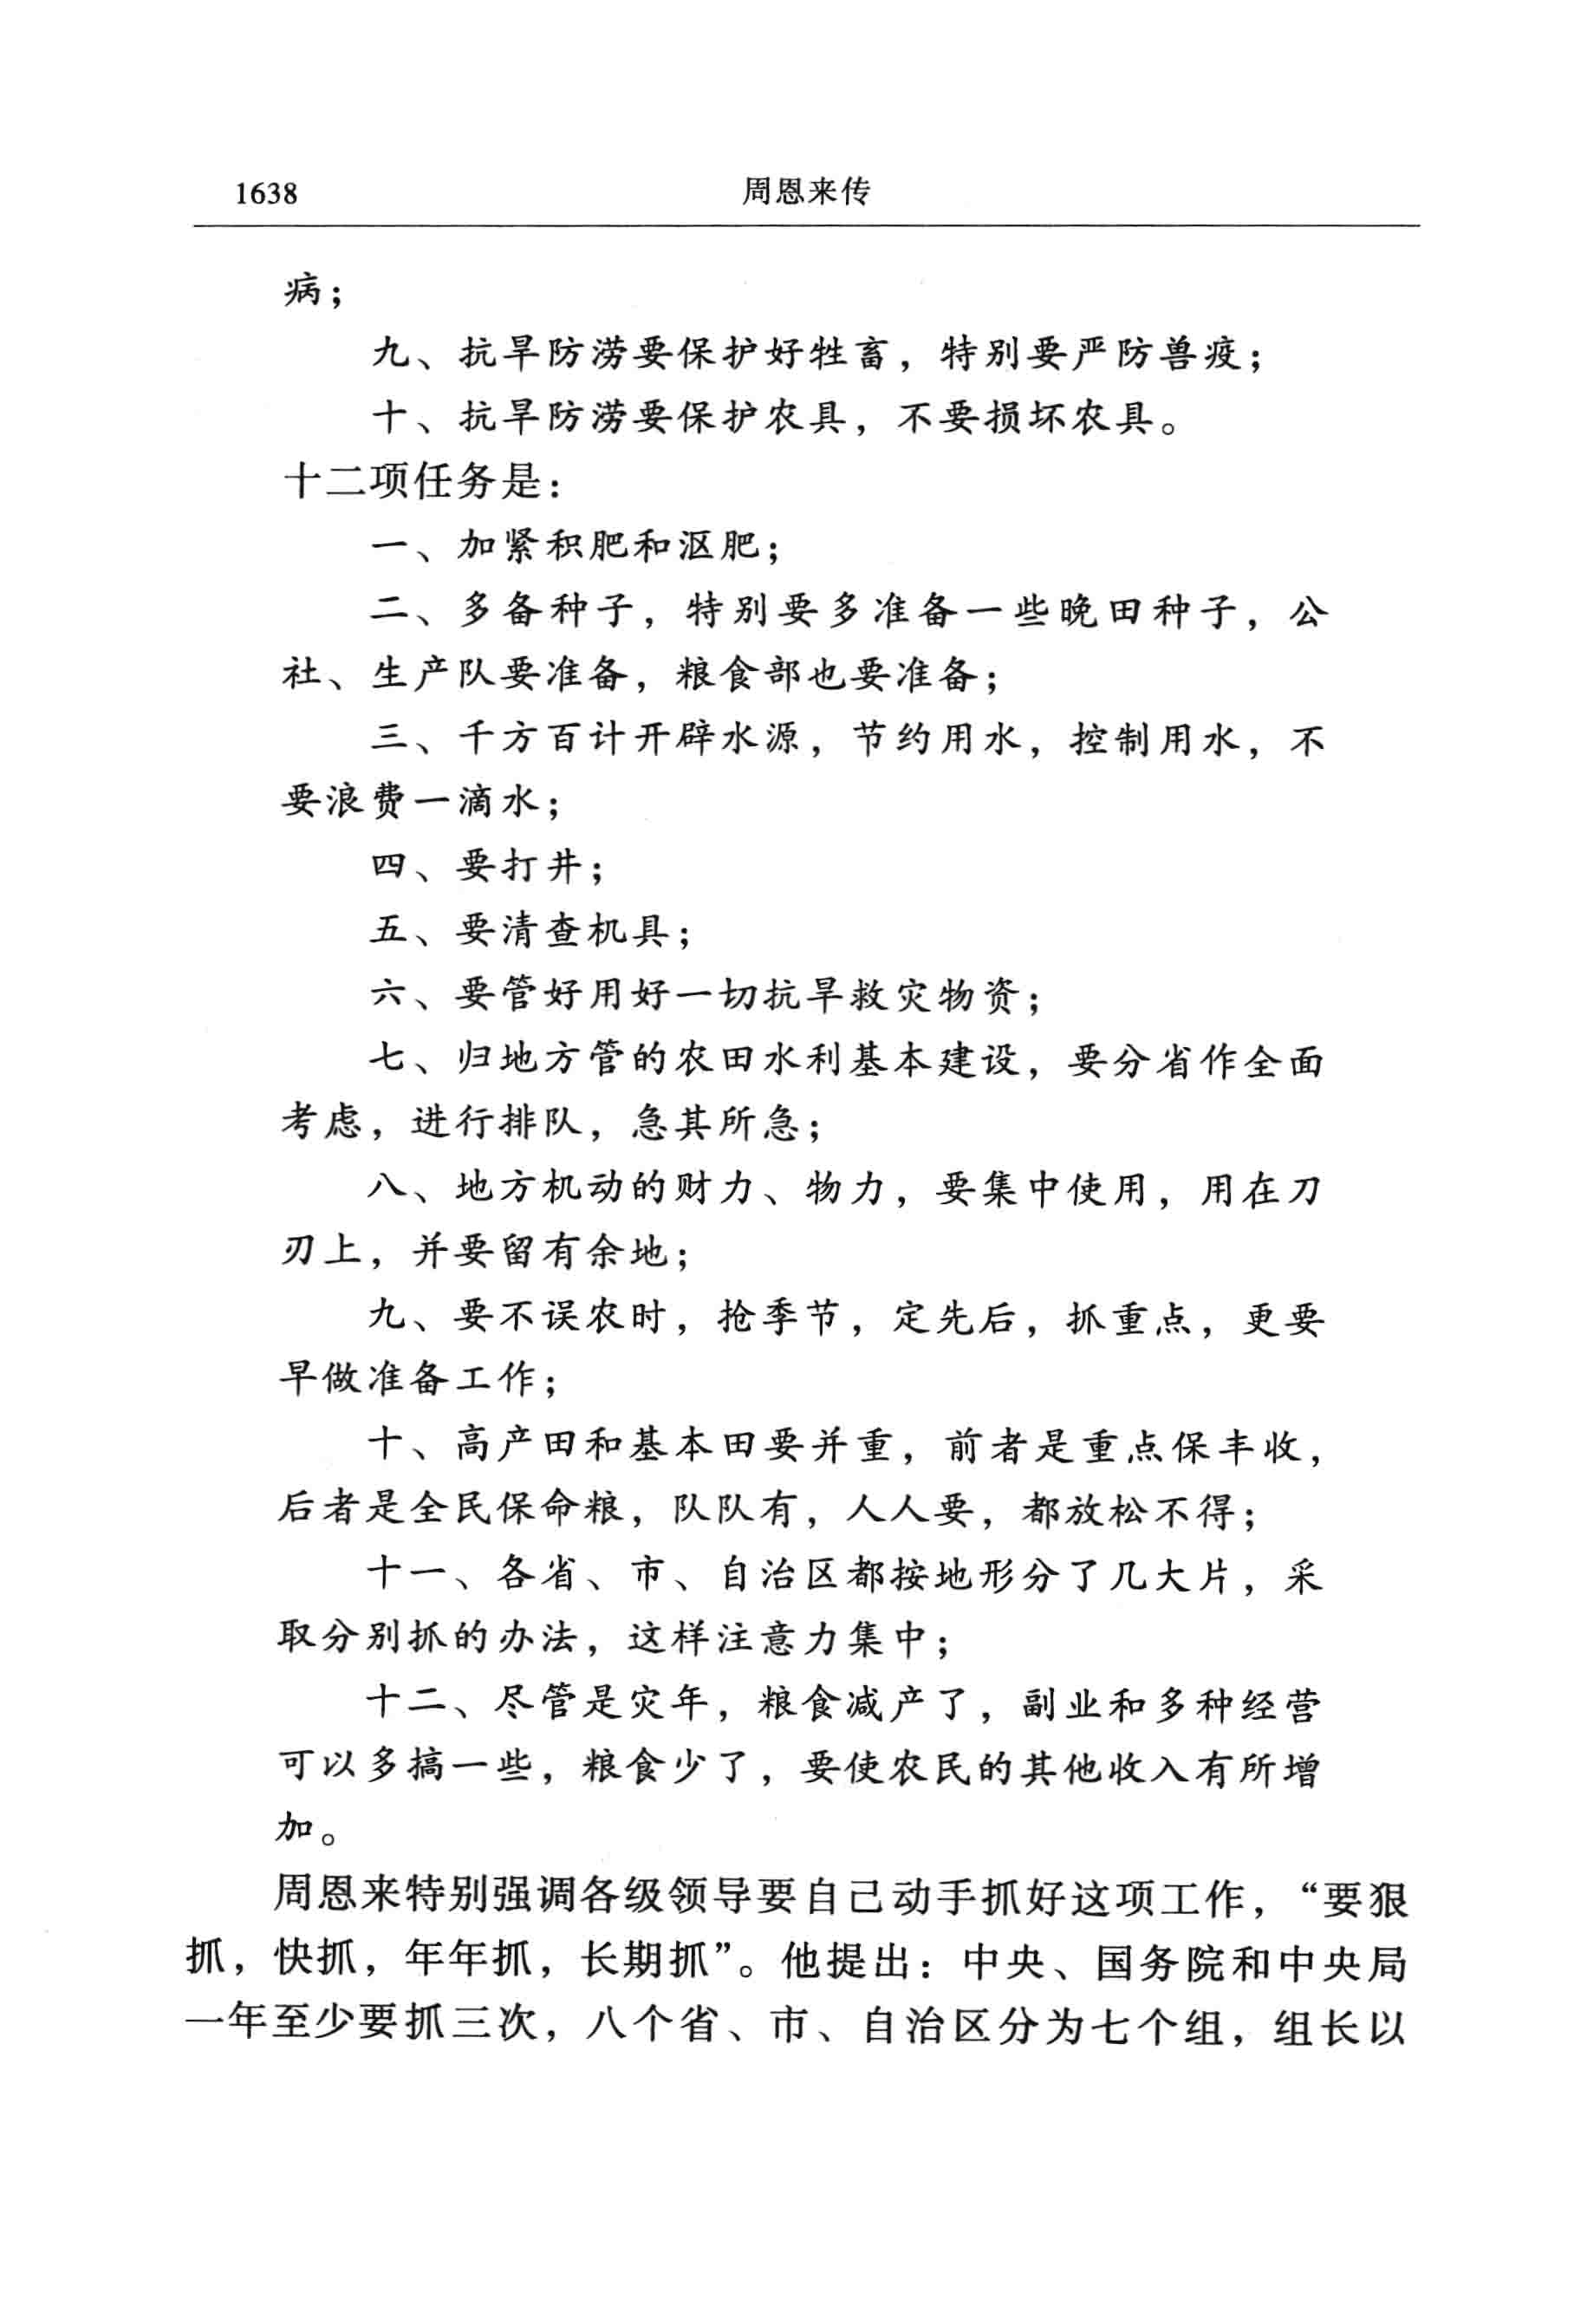 1638
周恩来传
病；
九、抗旱防涝要保护好牲畜，特别要严防兽疫；
十、抗旱防涝要保护农具，不要损坏农具。
十二项任务是：
一、加紧积肥和沤肥；
二、多备种子，特别要多准备一些晚田种子，公
社、生产队要准备，粮食部也要准备；
三、千方百计开辟水源，节约用水，控制用水，不
要浪费一滴水；
四、要打井；
五、要清查机具；
六、要管好用好一切抗旱救灾物资；
七、归地方管的农田水利基本建设，要分省作全面
考虑，进行排队，急其所急；
八、地方机动的财力、物力，要集中使用，用在刀
刃上，并要留有余地；
九、要不误农时，抢季节，定先后，抓重点，更要
早做准备工作；
十、高产田和基本田要并重，前者是重点保丰收，
后者是全民保命粮，队队有，人人要，都放松不得；
十一、各省、市、自治区都按地形分了几大片，采
取分别抓的办法，这样注意力集中；
十二、尽管是灾年，粮食减产了，副业和多种经营
可以多搞一些，粮食少了，要使农民的其他收入有所增
加。
周恩来特别强调各级领导要自己动手抓好这项工作，“要狠
抓，快抓，年年抓，长期抓”。他提出：中央、国务院和中央局
一年至少要抓三次，八个省、市、自治区分为七个组，组长以